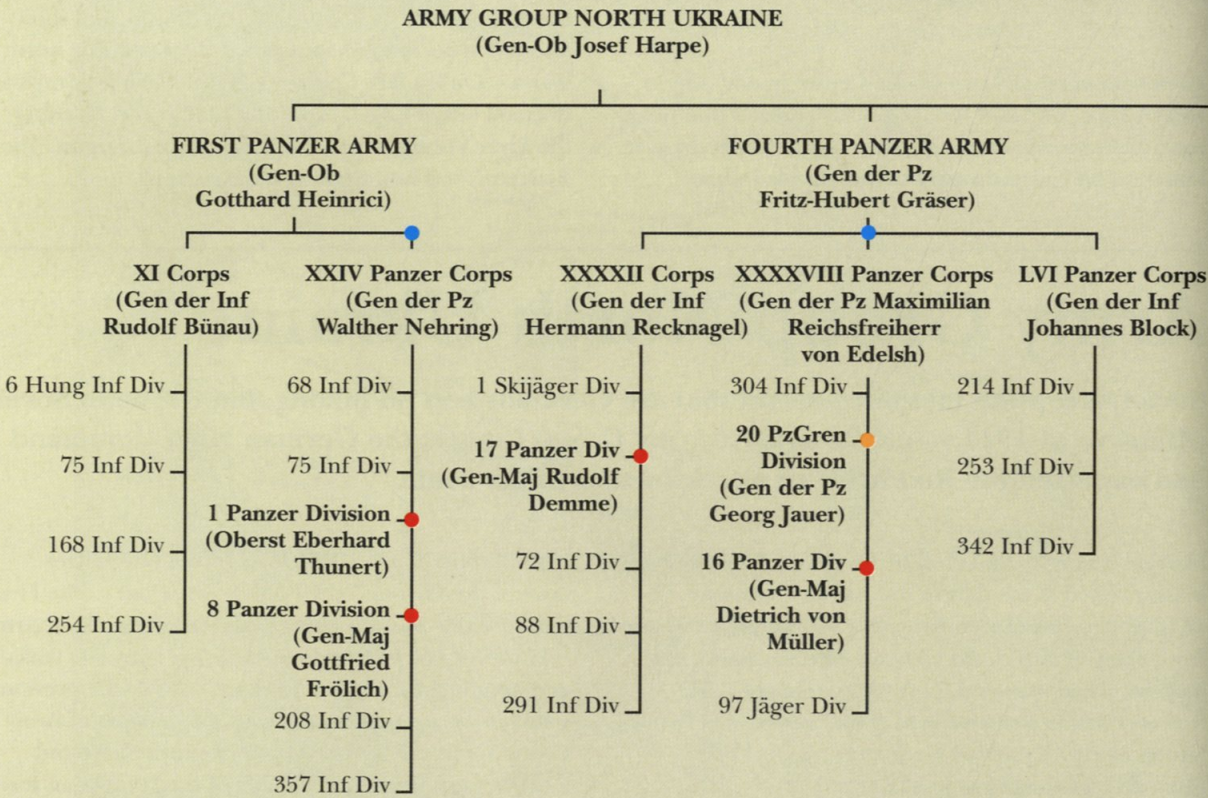 ARMY GROUP NORTH UKRAINE
(Gen-Ob Josef Harpe)
FIRST PANZER ARMY
(Gen-Ob
Gotthard Heinrici)
FOURTH PANZER ARMY
(Gen der Pz
Fritz-Hubert Gräser)
XI Corps
(Gen der Inf
Rudolf Bünau)
6 Hung Inf Div
75 Inf Div
168 Inf Div
254 Inf Div
XXIV Panzer Corps
(Gen der Pz
Walther Nehring)
68 Inf Div
75 Inf Div
1 Panzer Division
(Oberst Eberhard
Thunert)
8 Panzer Division
(Gen-Maj
Gottfried
Frölich)
208 Inf Div
357 Inf Div
XXXXII Corps
(Gen der Inf
Hermann Recknagel)
1 Skijäger Div
17 Panzer Div
(Gen-Maj Rudolf
Demme)
72 Inf Div
88 Inf Div
291 Inf Div
XXXXVIII Panzer Corps
(Gen der Pz Maximilian
Reichsfreiherr
von Edelsh)
304 Inf Div
20 PzGren
Division
(Gen der Pz
Georg Jauer)
16 Panzer Div
(Gen-Maj
Dietrich von
Müller)
97 Jäger Div
LVI Panzer Corps
(Gen der Inf
Johannes Block)
214 Inf Div
253 Inf Div
342 Inf Div